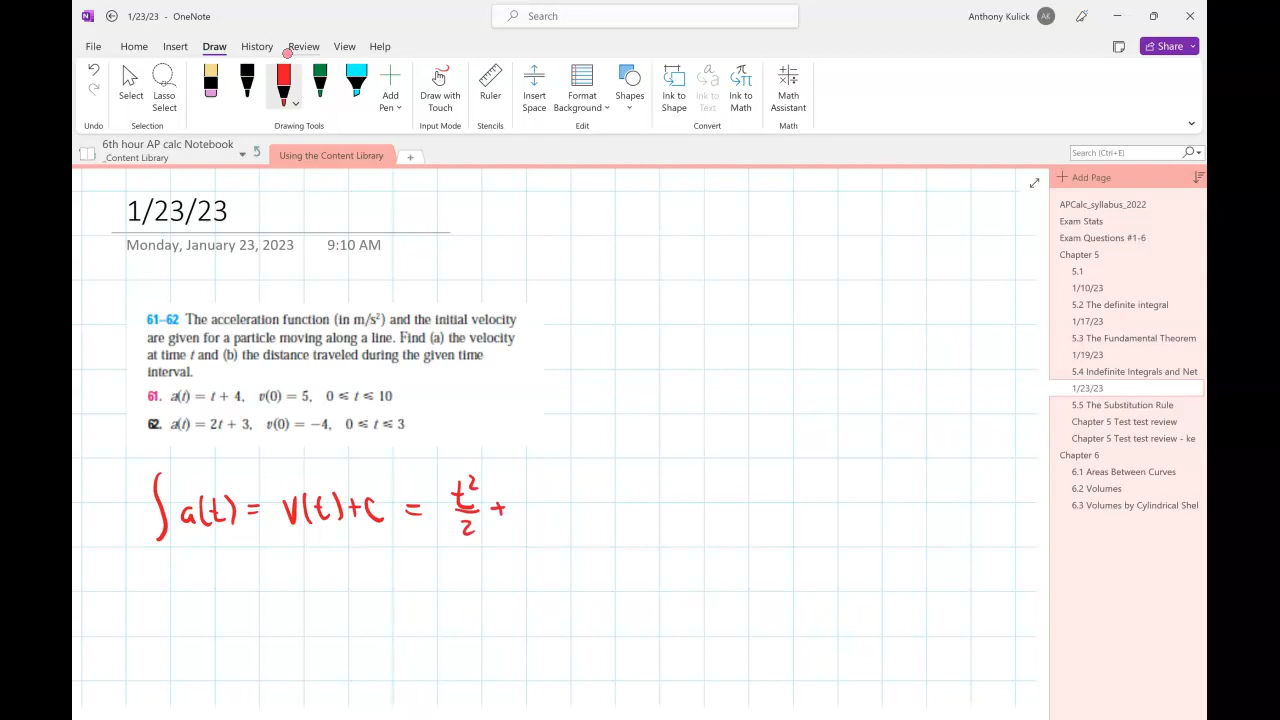 1/23/23 - OneNote
Search
Anthony Kulick
AK
File Home Insert Draw History Review View Help
Share
Undo
Select
Lasso Select
Selection
Drawing Tools
Add Pen
Draw with Touch
Input Mode
Ruler
Stencils
Insert Space
Format Background
Shapes
Edit
Ink to Shape
Ink to Text
Ink to Math
Convert
Math Assistant
Math
6th hour AP calc Notebook
_Content Library
Using the Content Library
+
Search (Ctrl+E)
1/23/23
Monday, January 23, 2023 9:10 AM
61–62 The acceleration function (in m/s²) and the initial velocity
are given for a particle moving along a line. Find (a) the velocity
at time t and (b) the distance traveled during the given time
interval.
61. a(t) = t + 4, v(0) = 5, 0 ≤ t ≤ 10
62. a(t) = 2t + 3, v(0) = −4, 0 ≤ t ≤ 3
∫ a(t) = v(t)+c = t²/2 +
Add Page
APCalc_syllabus_2022
Exam Stats
Exam Questions #1-6
Chapter 5
5.1
1/10/23
5.2 The definite integral
1/17/23
5.3 The Fundamental Theorem
1/19/23
5.4 Indefinite Integrals and Net
1/23/23
5.5 The Substitution Rule
Chapter 5 Test test review
Chapter 5 Test test review - ke
Chapter 6
6.1 Areas Between Curves
6.2 Volumes
6.3 Volumes by Cylindrical Shel